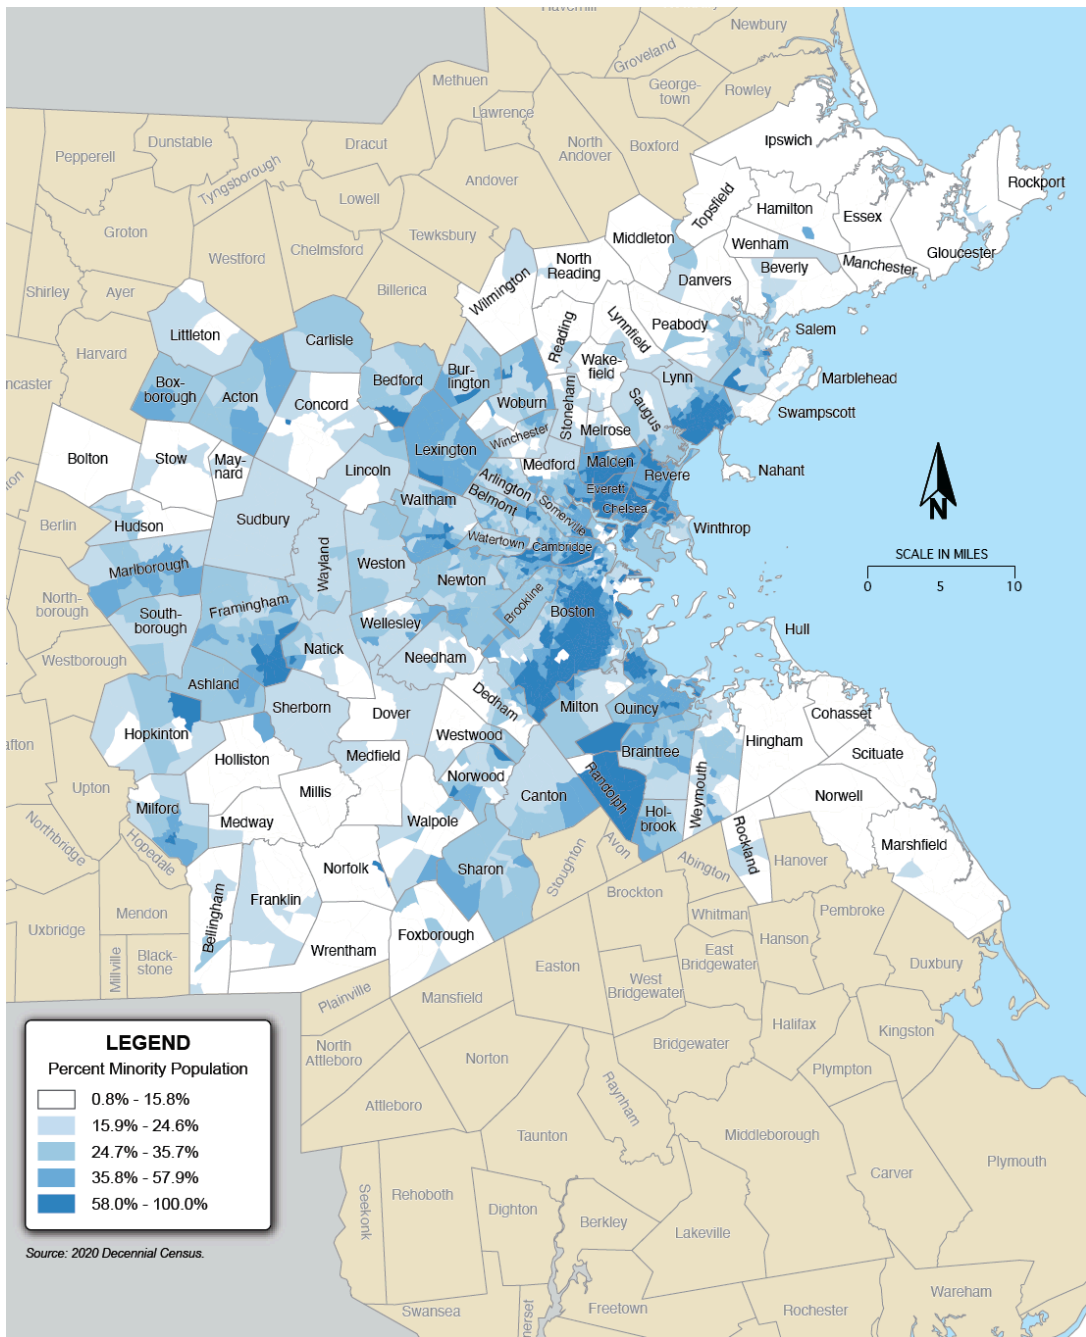 Haverhill
Newbury
Groveland
Methuen
George-
town
Rowley
Lawrence
Dunstable
Dracut
North
Andover
Boxford
Ipswich
Pepperell
Tyngsborough
Andover
Rockport
Lowell
Topsfield
Hamilton
Essex
Groton
Tewksbury
Middleton
Wenham
Gloucester
Westford
Chelmsford
North
Reading
Beverly
Manchester
Shirley
Ayer
Billerica
Wilmington
Danvers
Littleton
Carlisle
Reading
Lynnfield
Peabody
Salem
Harvard
Bedford
Bur-
lington
Wake-
field
Lynn
Marblehead
Box-
borough
Acton
Concord
Woburn
Stoneham
Saugus
Swampscott
Winchester
Melrose
Bolton
Stow
May-
nard
Lexington
Lincoln
Medford
Malden
Revere
Nahant
Arlington
Everett
Waltham
Belmont
Somerville
Chelsea
Berlin
Hudson
Sudbury
Watertown
Cambridge
Winthrop
N
SCALE IN MILES
0 5 10
Marlborough
Wayland
Weston
Newton
North-
borough
South-
borough
Framingham
Brookline
Boston
Wellesley
Hull
Westborough
Natick
Needham
Ashland
Sherborn
Dedham
Milton
Quincy
Dover
Cohasset
Hopkinton
Westwood
Braintree
Hingham
Scituate
Holliston
Medfield
Norwood
Randolph
Weymouth
Upton
Millis
Canton
Norwell
Milford
Medway
Walpole
Hol-
brook
Rockland
Northbridge
Hopedale
Marshfield
Norfolk
Sharon
Stoughton
Avon
Abington
Hanover
Franklin
Bellingham
Brockton
Mendon
Whitman
Pembroke
Uxbridge
Foxborough
Wrentham
Hanson
Millville
Black-
stone
East
Bridgewater
Easton
West
Bridgewater
Duxbury
Plainville
Mansfield
Halifax
Kingston
LEGEND
Percent Minority Population
0.8% - 15.8%
15.9% - 24.6%
24.7% - 35.7%
35.8% - 57.9%
58.0% - 100.0%
North
Attleboro
Norton
Bridgewater
Plympton
Attleboro
Raynham
Taunton
Middleborough
Plymouth
Carver
Seekonk
Rehoboth
Dighton
Berkley
Lakeville
Source: 2020 Decennial Census.
Wareham
Swansea
Freetown
Rochester